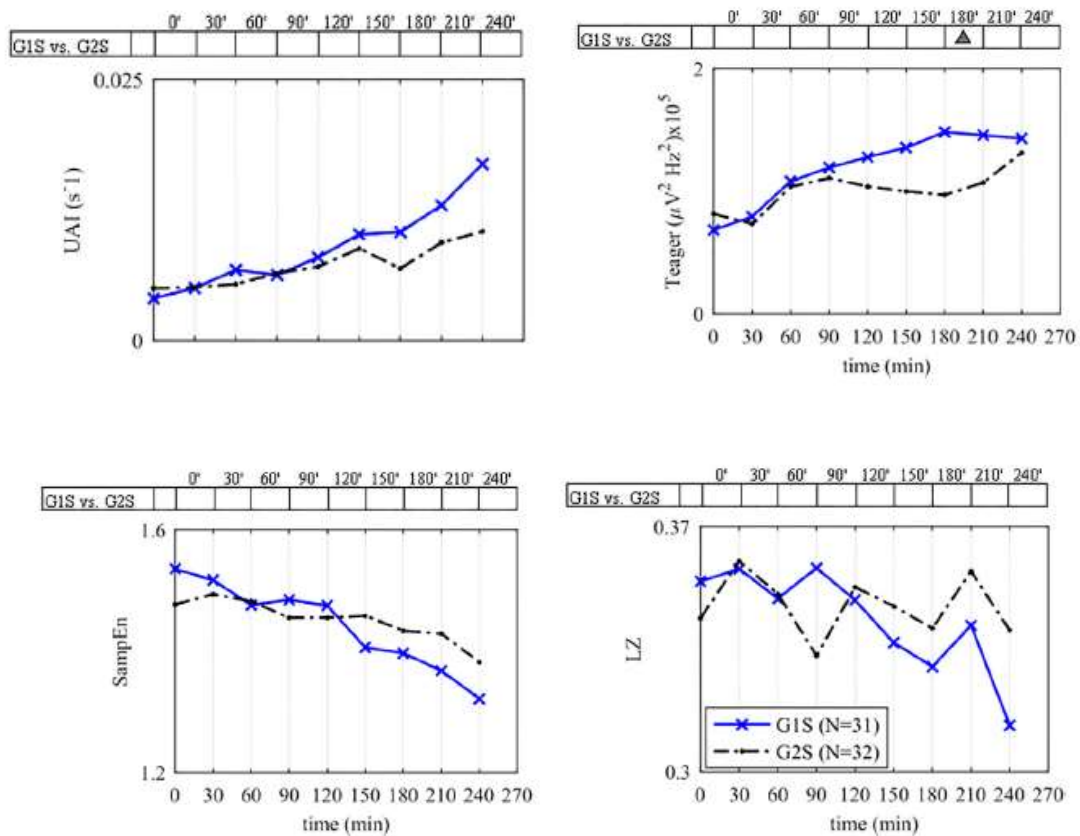 0' 30' 60' 90' 120' 150' 180' 210' 240'
G1S vs. G2S
0.025
UAI (s⁻1)
0
0' 30' 60' 90' 120' 150' 180' 210' 240'
G1S vs. G2S
2
Teager (μV² Hz²)x10⁵
0
0 30 60 90 120 150 180 210 240 270
time (min)
0' 30' 60' 90' 120' 150' 180' 210' 240'
G1S vs. G2S
1.6
SampEn
1.2
0 30 60 90 120 150 180 210 240 270
time (min)
0' 30' 60' 90' 120' 150' 180' 210' 240'
G1S vs. G2S
0.37
LZ
G1S (N=31)
G2S (N=32)
0.3
0 30 60 90 120 150 180 210 240 270
time (min)